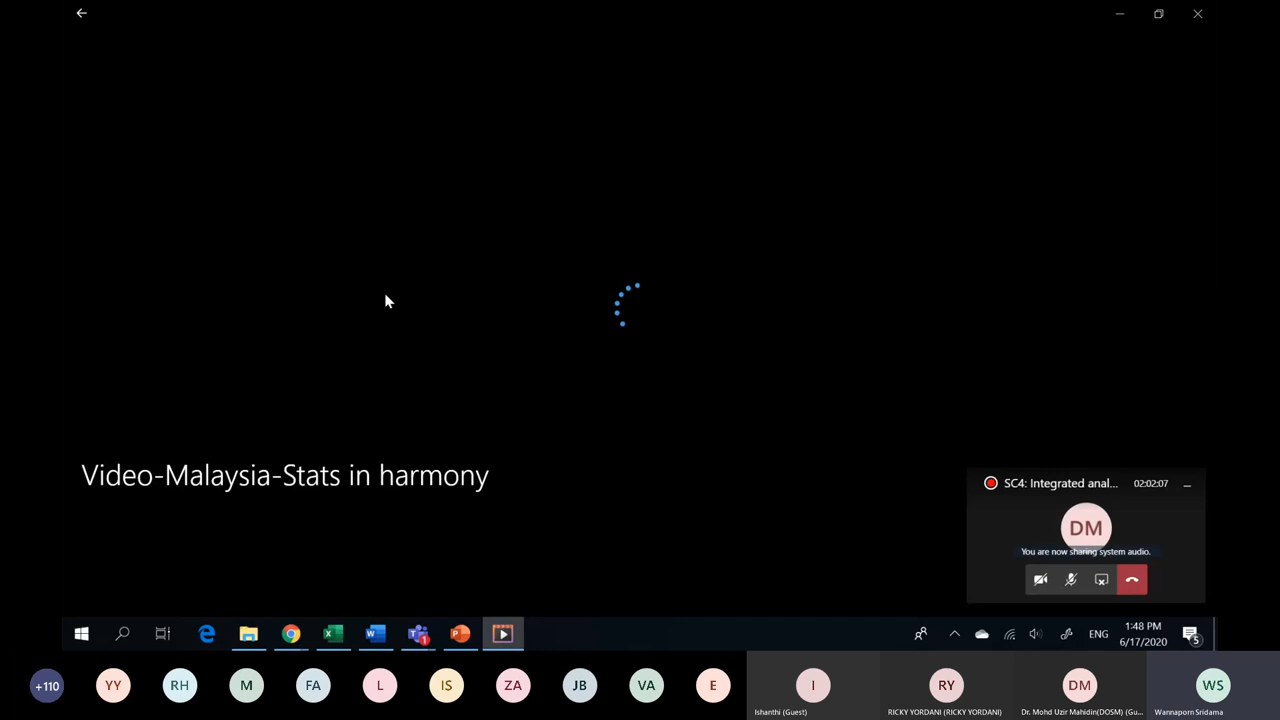 Video-Malaysia-Stats in harmony
SC4: Integrated anal...
02:02:07
DM
You are now sharing system audio.
ENG
1:48 PM
6/17/2020
1
5
+110
YY
RH
M
FA
L
IS
ZA
JB
VA
E
I
RY
DM
WS
Ishanthi (Guest)
RICKY YORDANI (RICKY YORDANI)
Dr. Mohd Uzir Mahidin(DOSM) (Gu...
Wannaporn Sridama